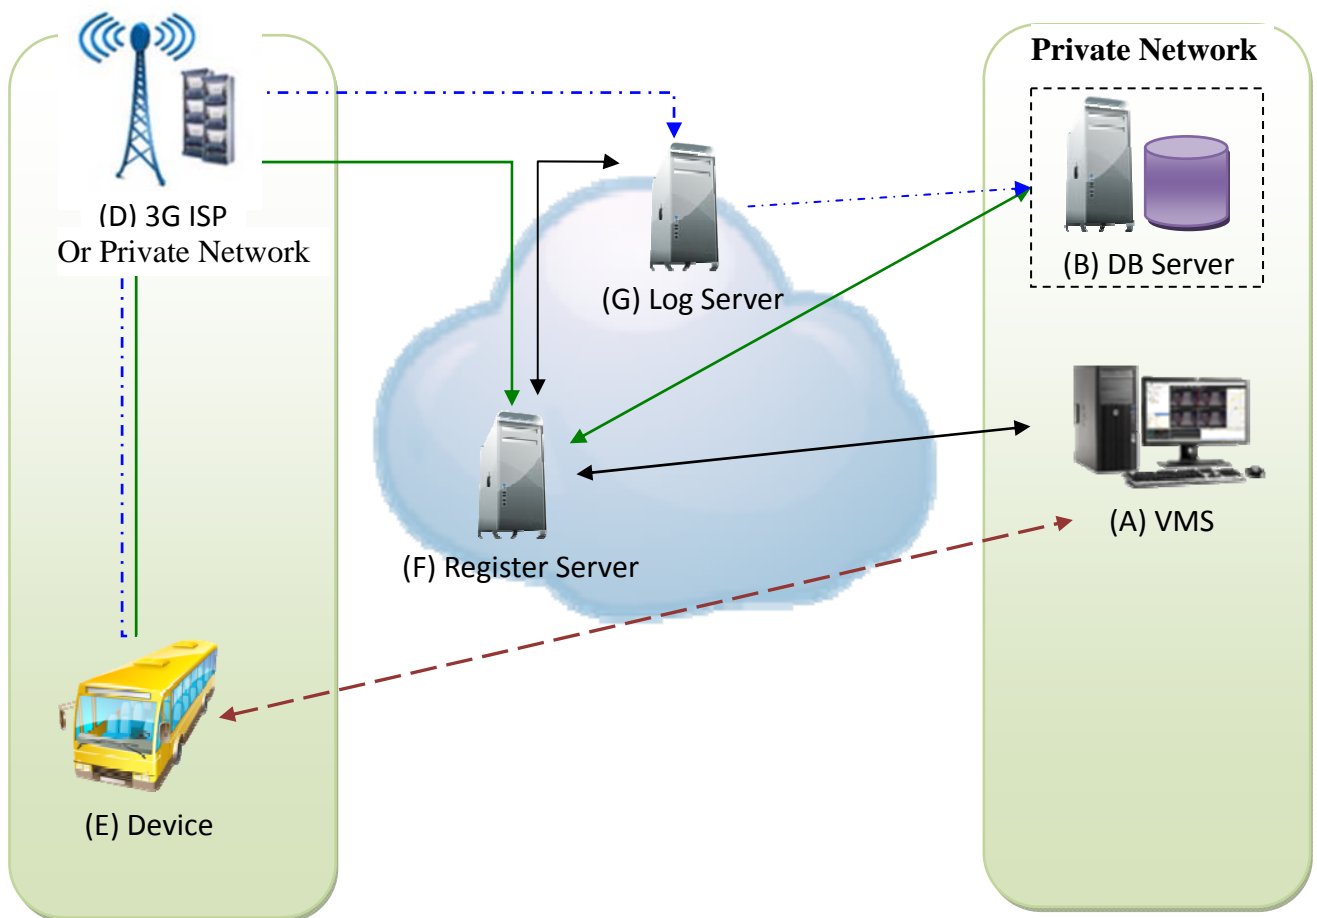 Private Network
(D) 3G ISP
Or Private Network
(B) DB Server
(G) Log Server
(A) VMS
(F) Register Server
(E) Device